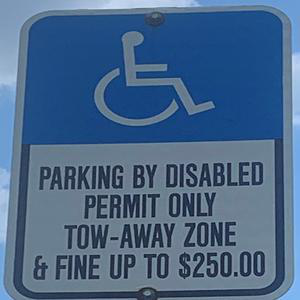 PARKING BY DISABLED
PERMIT ONLY
TOW-AWAY ZONE
& FINE UP TO $250.00